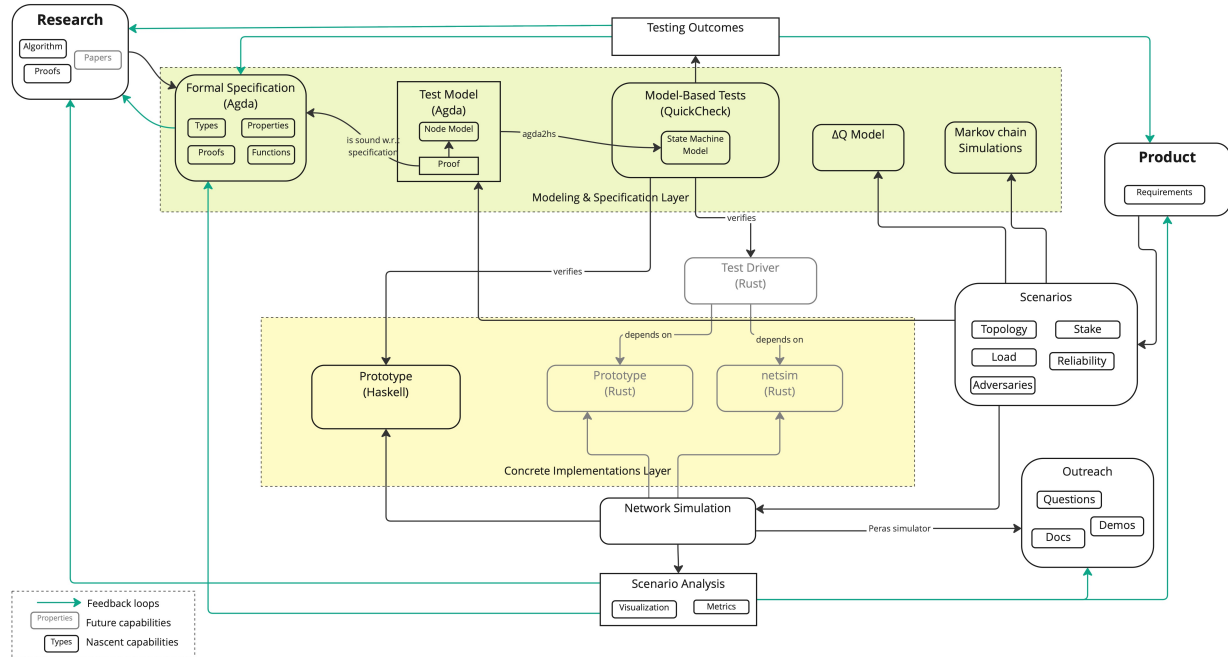 Research
Algorithm
Papers
Proofs
Testing Outcomes
Formal Specification
(Agda)
Types
Properties
Proofs
Functions
is sound w.r.t
specification
Test Model
(Agda)
Node Model
Proof
agda2hs
Model-Based Tests
(QuickCheck)
State Machine
Model
ΔQ Model
Markov chain
Simulations
Modeling & Specification Layer
Product
Requirements
verifies
verifies
Test Driver
(Rust)
depends on
depends on
Scenarios
Topology
Stake
Load
Reliability
Adversaries
Prototype
(Haskell)
Prototype
(Rust)
netsim
(Rust)
Concrete Implementations Layer
Network Simulation
Peras simulator
Outreach
Questions
Demos
Docs
Scenario Analysis
Visualization
Metrics
Feedback loops
Properties
Future capabilities
Types
Nascent capabilities